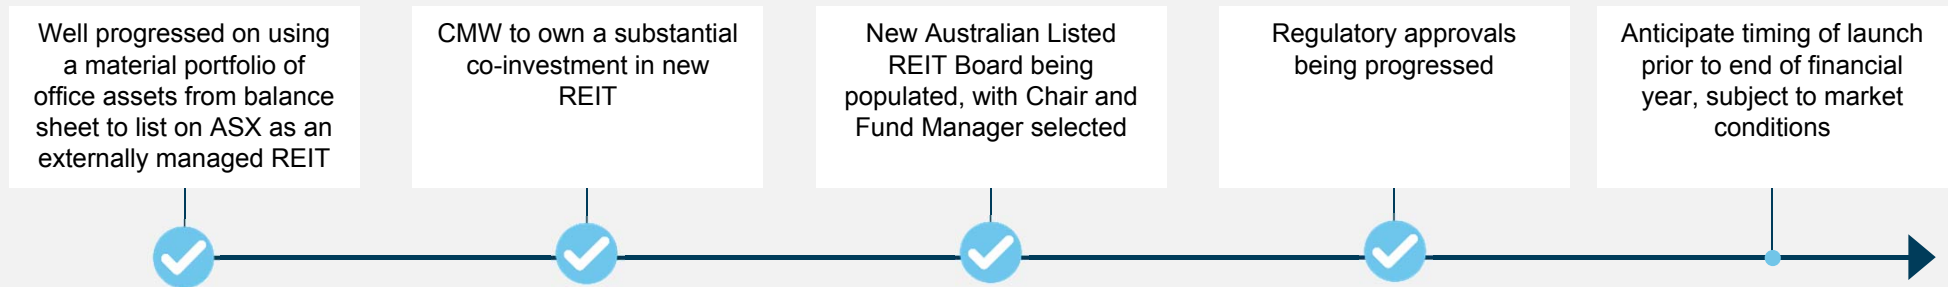 Well progressed on using
a material portfolio of
office assets from balance
sheet to list on ASX as an
externally managed REIT
CMW to own a substantial
co-investment in new
REIT
New Australian Listed
REIT Board being
populated, with Chair and
Fund Manager selected
Regulatory approvals
being progressed
Anticipate timing of launch
prior to end of financial
year, subject to market
conditions